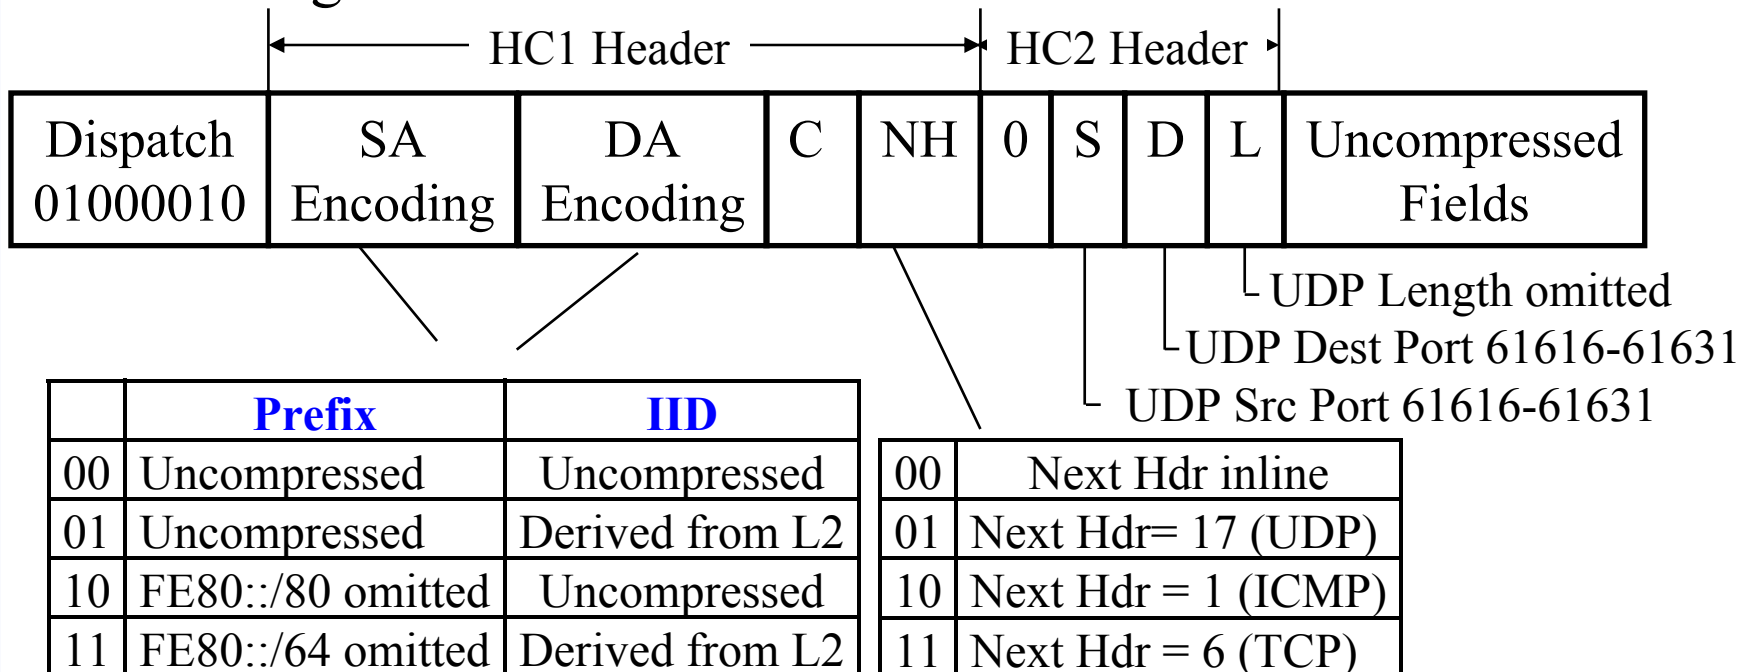 HC1 Header HC2 Header
Dispatch SA DA C NH 0 S D L Uncompressed
01000010 Encoding Encoding Fields
UDP Length omitted
UDP Dest Port 61616-61631
UDP Src Port 61616-61631
Prefix IID
00 Uncompressed Uncompressed
01 Uncompressed Derived from L2
10 FE80::/80 omitted Uncompressed
11 FE80::/64 omitted Derived from L2
00 Next Hdr inline
01 Next Hdr= 17 (UDP)
10 Next Hdr = 1 (ICMP)
11 Next Hdr = 6 (TCP)